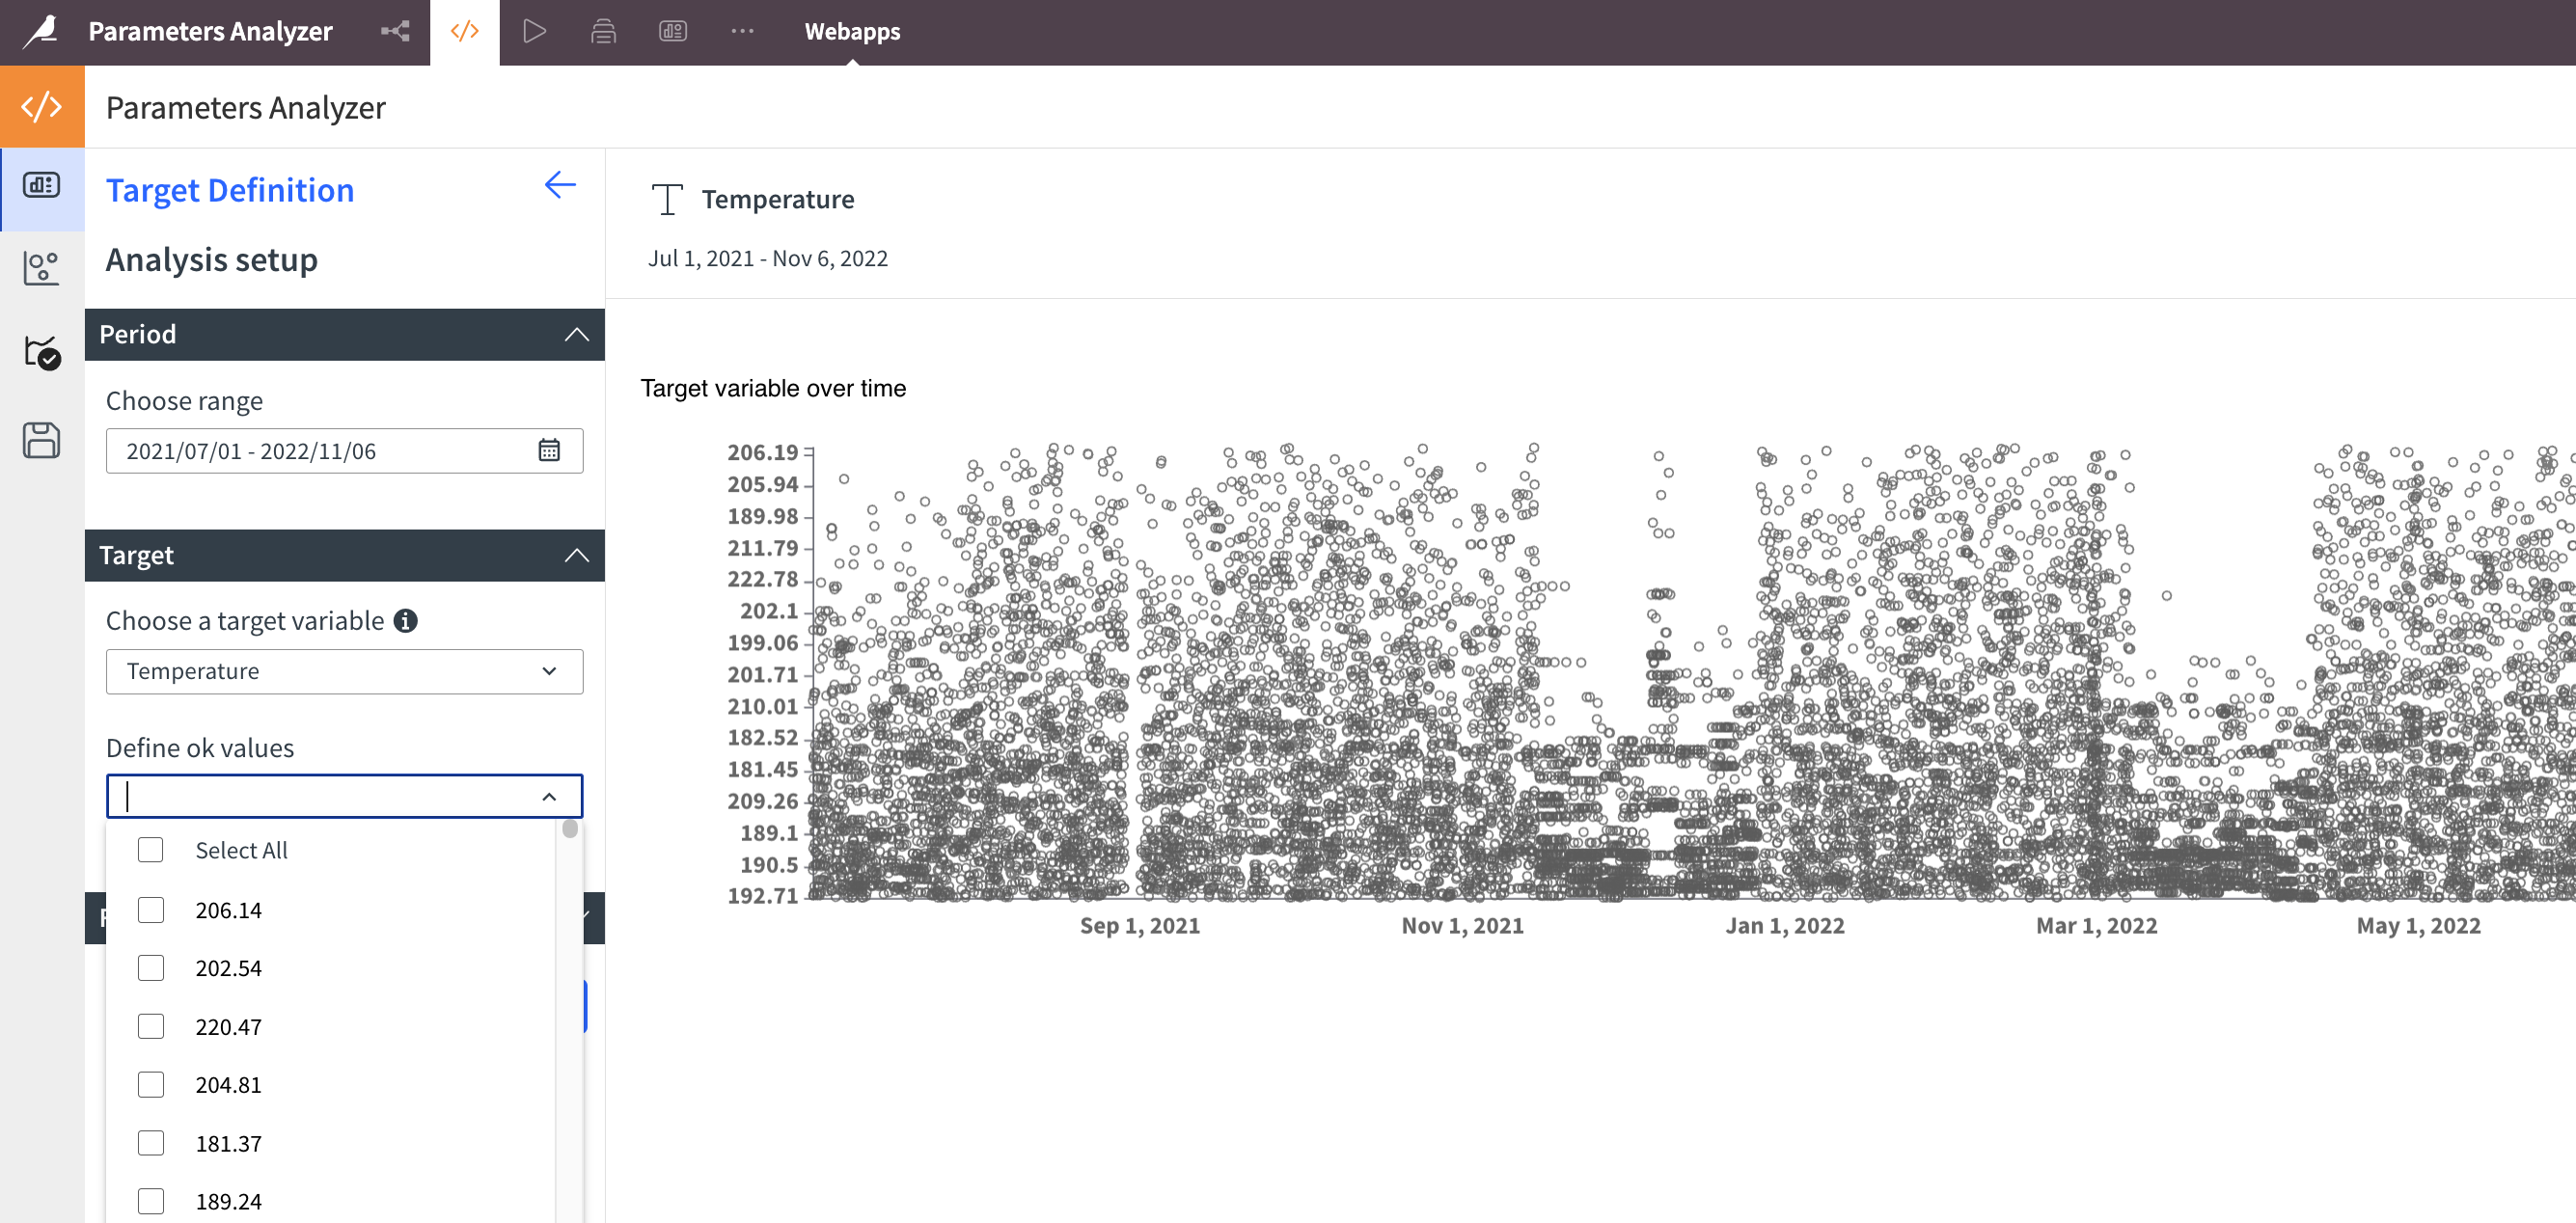 Parameters Analyzer
Webapps
Parameters Analyzer
Target Definition
Analysis setup
Period
Choose range
2021/07/01 - 2022/11/06
Target
Choose a target variable
Temperature
Define ok values
Select All
206.14
202.54
220.47
204.81
181.37
189.24
Temperature
Jul 1, 2021 - Nov 6, 2022
Target variable over time
206.19
205.94
189.98
211.79
222.78
202.1
199.06
201.71
210.01
182.52
181.45
209.26
189.1
190.5
192.71
Sep 1, 2021
Nov 1, 2021
Jan 1, 2022
Mar 1, 2022
May 1, 2022